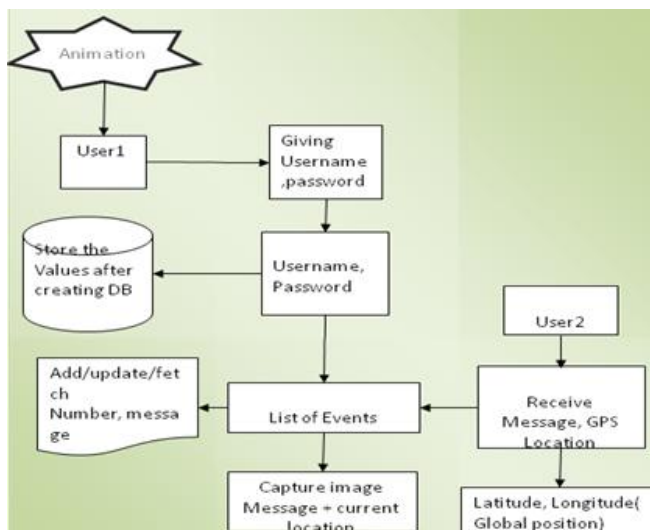 Animation
User1
Giving
Username
,password
Store the
Values after
creating DB
Username,
Password
User2
Add/update/fet
ch
Number, messa
ge
List of Events
Receive
Message, GPS
Location
Capture image
Message + current
location
Latitude, Longitude(
Global position)